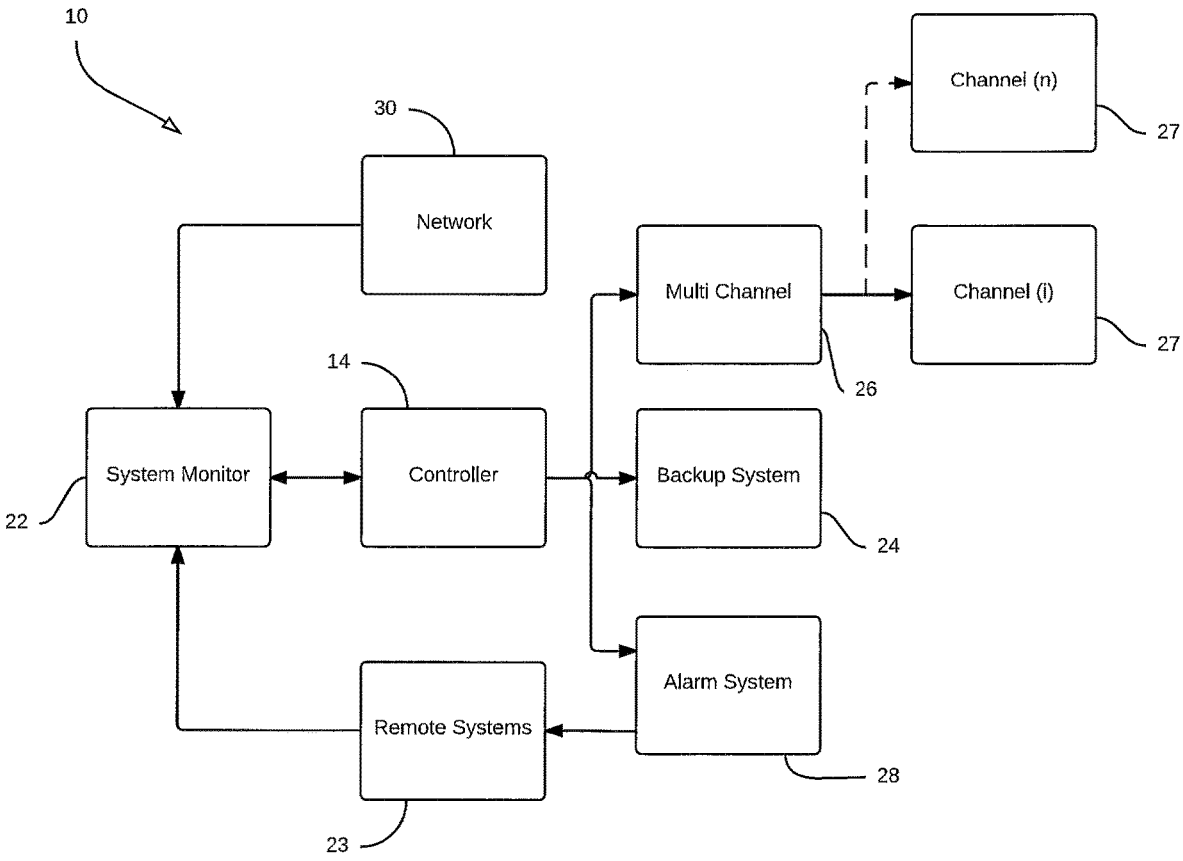 10
Channel (n)
30
27
Network
Multi Channel
Channel (i)
14
27
26
System Monitor
Controller
Backup System
22
24
Alarm System
Remote Systems
28
23